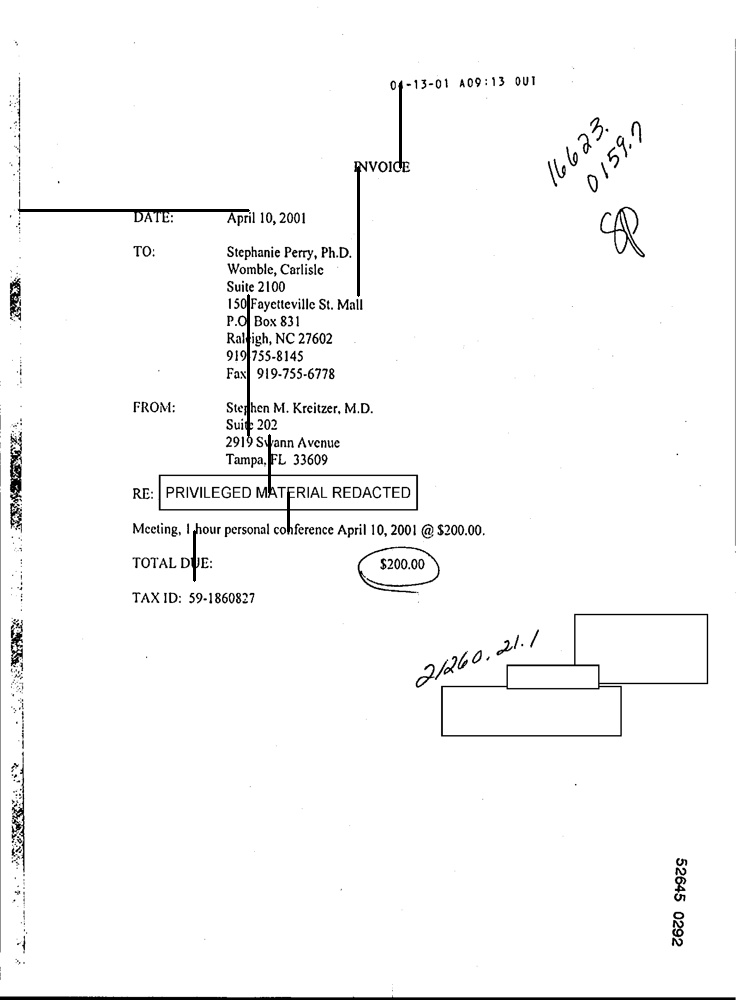 04-13-01 A09:13 OUT
16623.
0159.7
SP
INVOICE
DATE: April 10, 2001
TO: Stephanie Perry, Ph.D.
Womble, Carlisle
Suite 2100
150 Fayetteville St. Mall
P.O. Box 831
Raleigh, NC 27602
919-755-8145
Fax 919-755-6778
FROM: Stephen M. Kreitzer, M.D.
Suite 202
2919 Swann Avenue
Tampa, FL 33609
RE: PRIVILEGED MATERIAL REDACTED
Meeting, 1 hour personal conference April 10, 2001 @ $200.00.
TOTAL DUE: $200.00
TAX ID: 59-1860827
21260.21.1
52645 0292